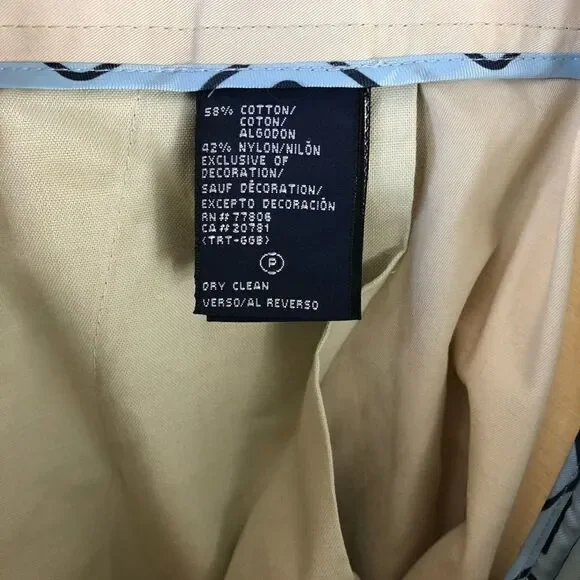 58% COTTON/
COTON/
ALGODON
42% NYLON/NILŌN
EXCLUSIVE OF
DECORATION/
SAUF DÉCORATION/
EXCEPTO DECORACIÓN
RN# 77806
CA# 20781
(TRT-GGB)
P
DRY CLEAN
VERSO/AL REVERSO